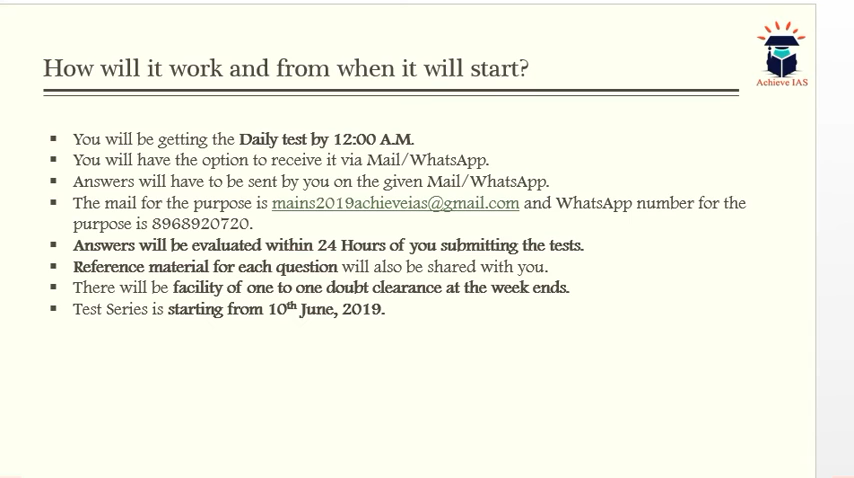 How will it work and from when it will start?
Achieve IAS
▪ You will be getting the Daily test by 12:00 A.M.
▪ You will have the option to receive it via Mail/WhatsApp.
▪ Answers will have to be sent by you on the given Mail/WhatsApp.
▪ The mail for the purpose is mains2019achieveias@gmail.com and WhatsApp number for the
purpose is 8968920720.
▪ Answers will be evaluated within 24 Hours of you submitting the tests.
▪ Reference material for each question will also be shared with you.
▪ There will be facility of one to one doubt clearance at the week ends.
▪ Test Series is starting from 10th June, 2019.